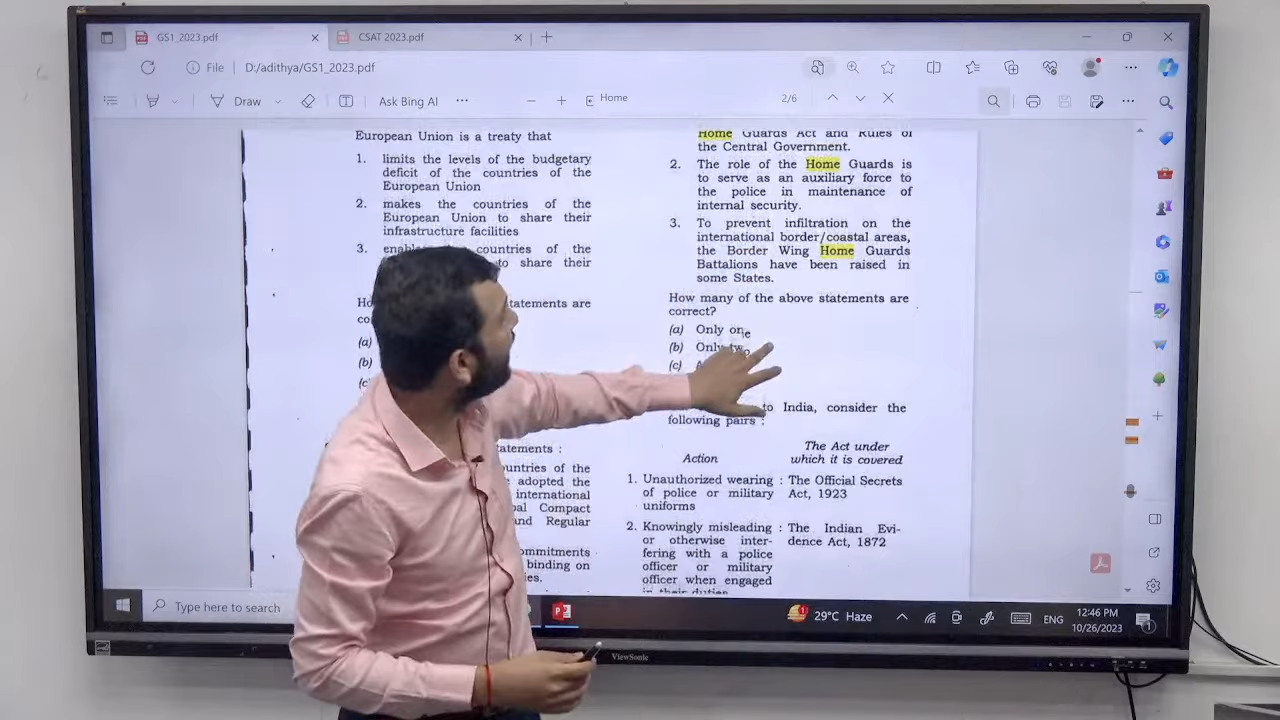 GS1_2023.pdf
CSAT 2023.pdf
File
D:/adithya/GS1_2023.pdf
Draw
Ask Bing AI
Home
2/6
European Union is a treaty that
1. limits the levels of the budgetary
deficit of the countries of the
European Union
2. makes the countries of the
European Union to share their
infrastructure facilities
3. countries of the
to share their
statements are
(a)
(b)
(c)
statements :
countries of the
adopted the
international
Compact
and Regular
commitments
binding on
Home Guards Act and Rules of
the Central Government.
2. The role of the Home Guards is
to serve as an auxiliary force to
the police in maintenance of
internal security.
3. To prevent infiltration on the
international border/coastal areas,
the Border Wing Home Guards
Battalions have been raised in
some States.
How many of the above statements are
correct?
(a) Only one
(b) Only two
(c)
to India, consider the
following pairs :
Action
The Act under
which it is covered
1. Unauthorized wearing : The Official Secrets
of police or military Act, 1923
uniforms
2. Knowingly misleading : The Indian Evi-
or otherwise inter- dence Act, 1872
fering with a police
officer or military
officer when engaged
in their duties
Type here to search
29°C Haze
ENG
12:46 PM
10/26/2023
ViewSonic